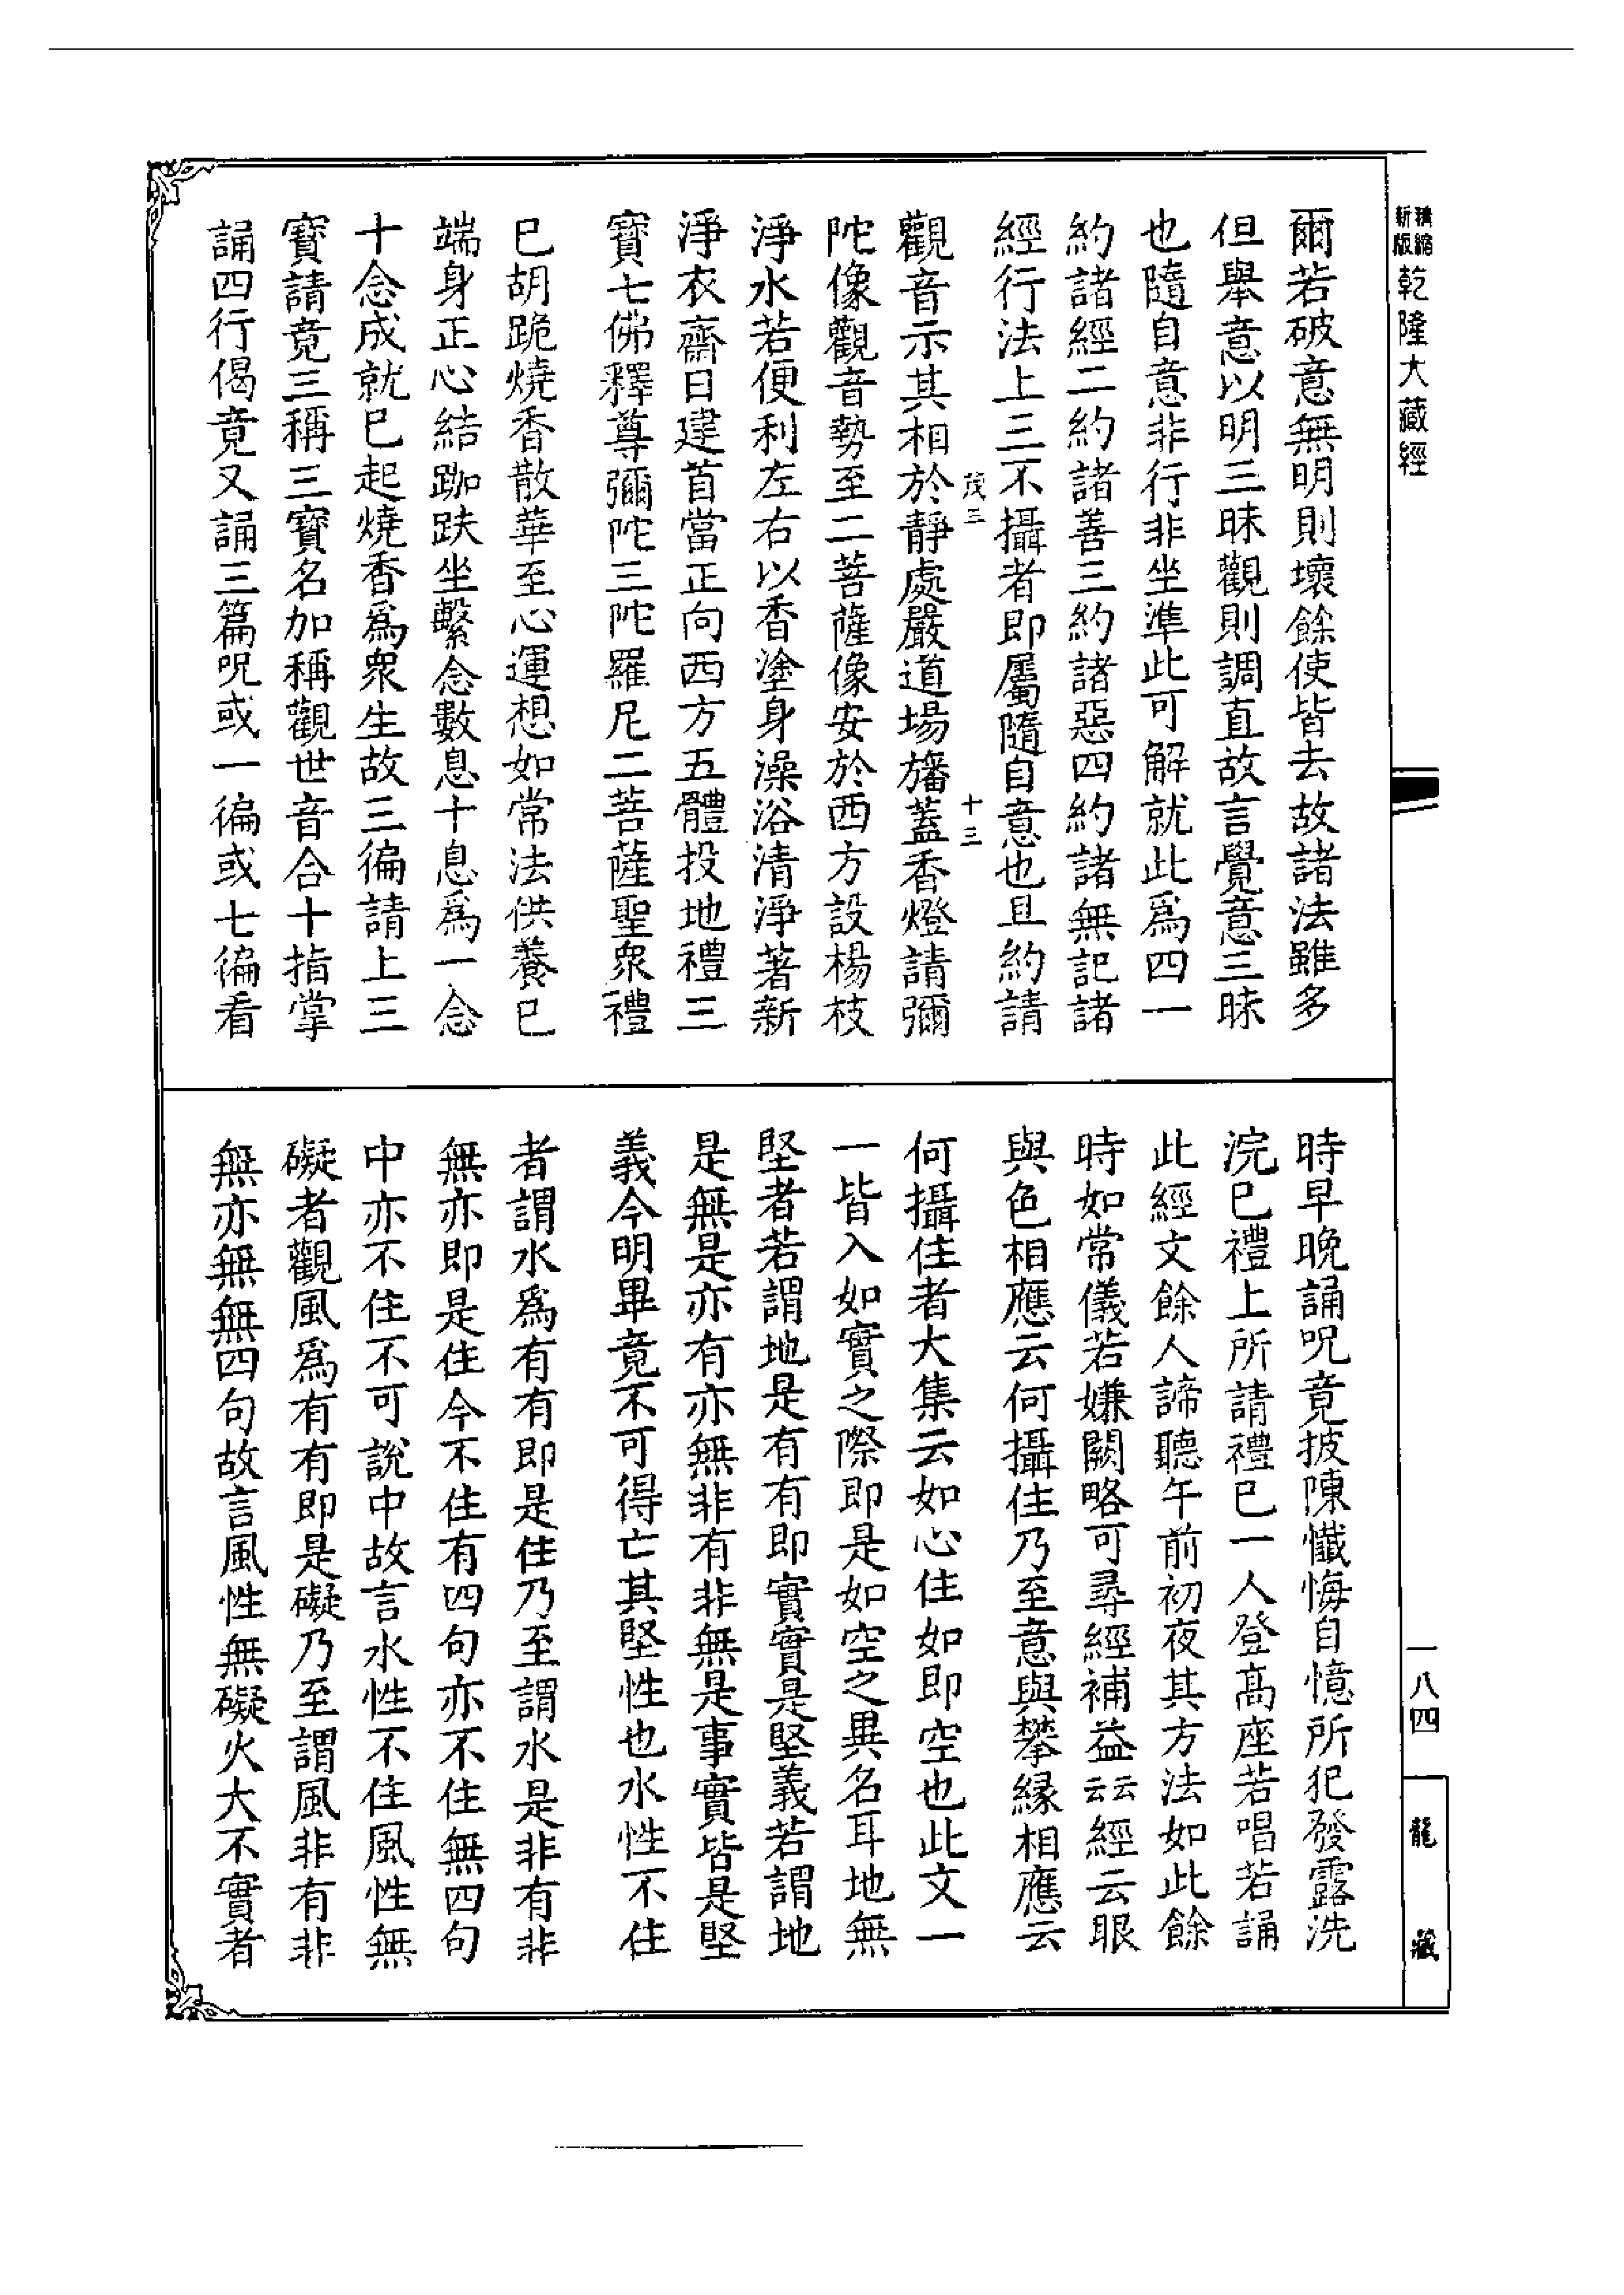 精縮新版乾隆大藏經
爾若破意無明則壞餘使皆去故諸法雖多
但舉意以明三昧觀則調直故言覺意三昧
也隨自意非行非坐準此可解就此爲四一
約諸經二約諸善三約諸惡四約諸無記諸
經行法上三不攝者即屬隨自意也且約請
茂三
十三
觀音示其相於靜處嚴道場旛蓋香燈請彌
陀像觀音勢至二菩薩像安於西方設楊枝
淨水若便利左右以香塗身澡浴清淨著新
淨衣齋日建首當正向西方五體投地禮三
寶七佛釋尊彌陀三陀羅尼二菩薩聖衆禮
已胡跪燒香散華至心運想如常法供養已
端身正心結跏趺坐繫念數息十息爲一念
十念成就已起燒香爲衆生故三徧請上三
寶請竟三稱三寶名加稱觀世音合十指掌
誦四行偈竟又誦三篇呪或一徧或七徧看
時早晚誦呪竟披陳懺悔自憶所犯發露洗
浣已禮上所請禮已一人登高座若唱若誦
此經文餘人諦聽午前初夜其方法如此餘
時如常儀若嫌闕略可尋經補益云云經云眼
與色相應云何攝住乃至意與攀緣相應云
何攝住者大集云如心住如即空也此文一
一皆入如實之際即是如空之異名耳地無
堅者若謂地是有有即實實是堅義若謂地
是無是亦有亦無非有非無是事實皆是堅
義今明畢竟不可得亡其堅性也水性不住
者謂水爲有有即是住乃至謂水是非有非
無亦即是住今不住有四句亦不住無四句
中亦不住不可說中故言水性不住風性無
礙者觀風爲有有即是礙乃至謂風非有非
無亦無無四句故言風性無礙火大不實者
一八四
龍藏